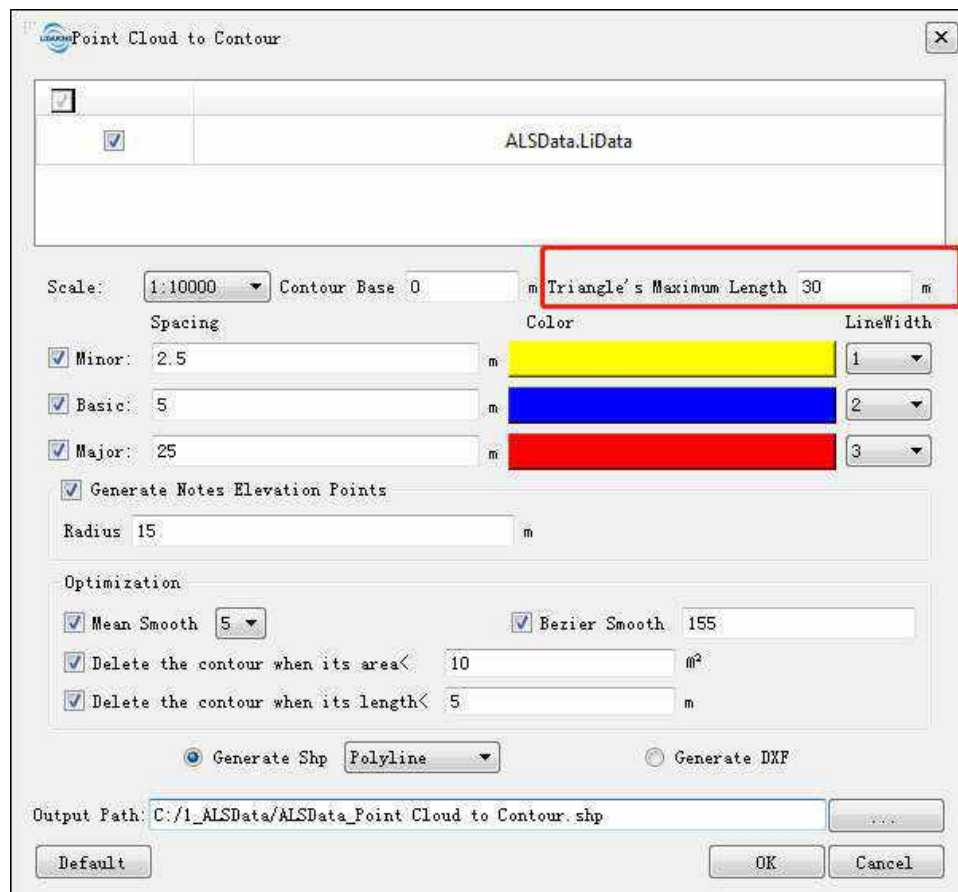 Point Cloud to Contour
ALSData.LiData
Scale: 1:10000 Contour Base 0 m Triangle's Maximum Length 30 m
Spacing Color LineWidth
Minor: 2.5 m 1
Basic: 5 m 2
Major: 25 m 3
Generate Notes Elevation Points
Radius 15 m
Optimization
Mean Smooth 5 Bezier Smooth 155
Delete the contour when its area< 10 m²
Delete the contour when its length< 5 m
Generate Shp Polyline Generate DXF
Output Path: C:/1_ALSData/ALSData_Point Cloud to Contour.shp ...
Default OK Cancel